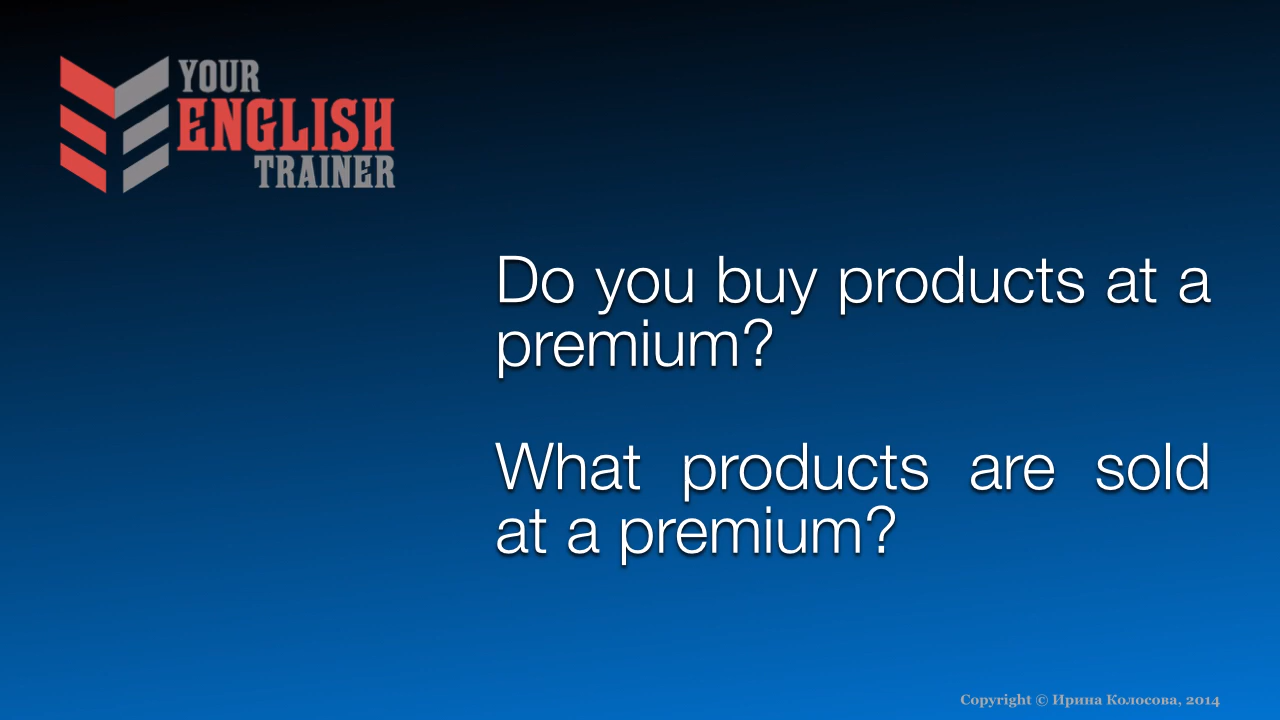 YOUR
ENGLISH
TRAINER
Do you buy products at a
premium?
What products are sold
at a premium?
Copyright © Ирина Колосова, 2014